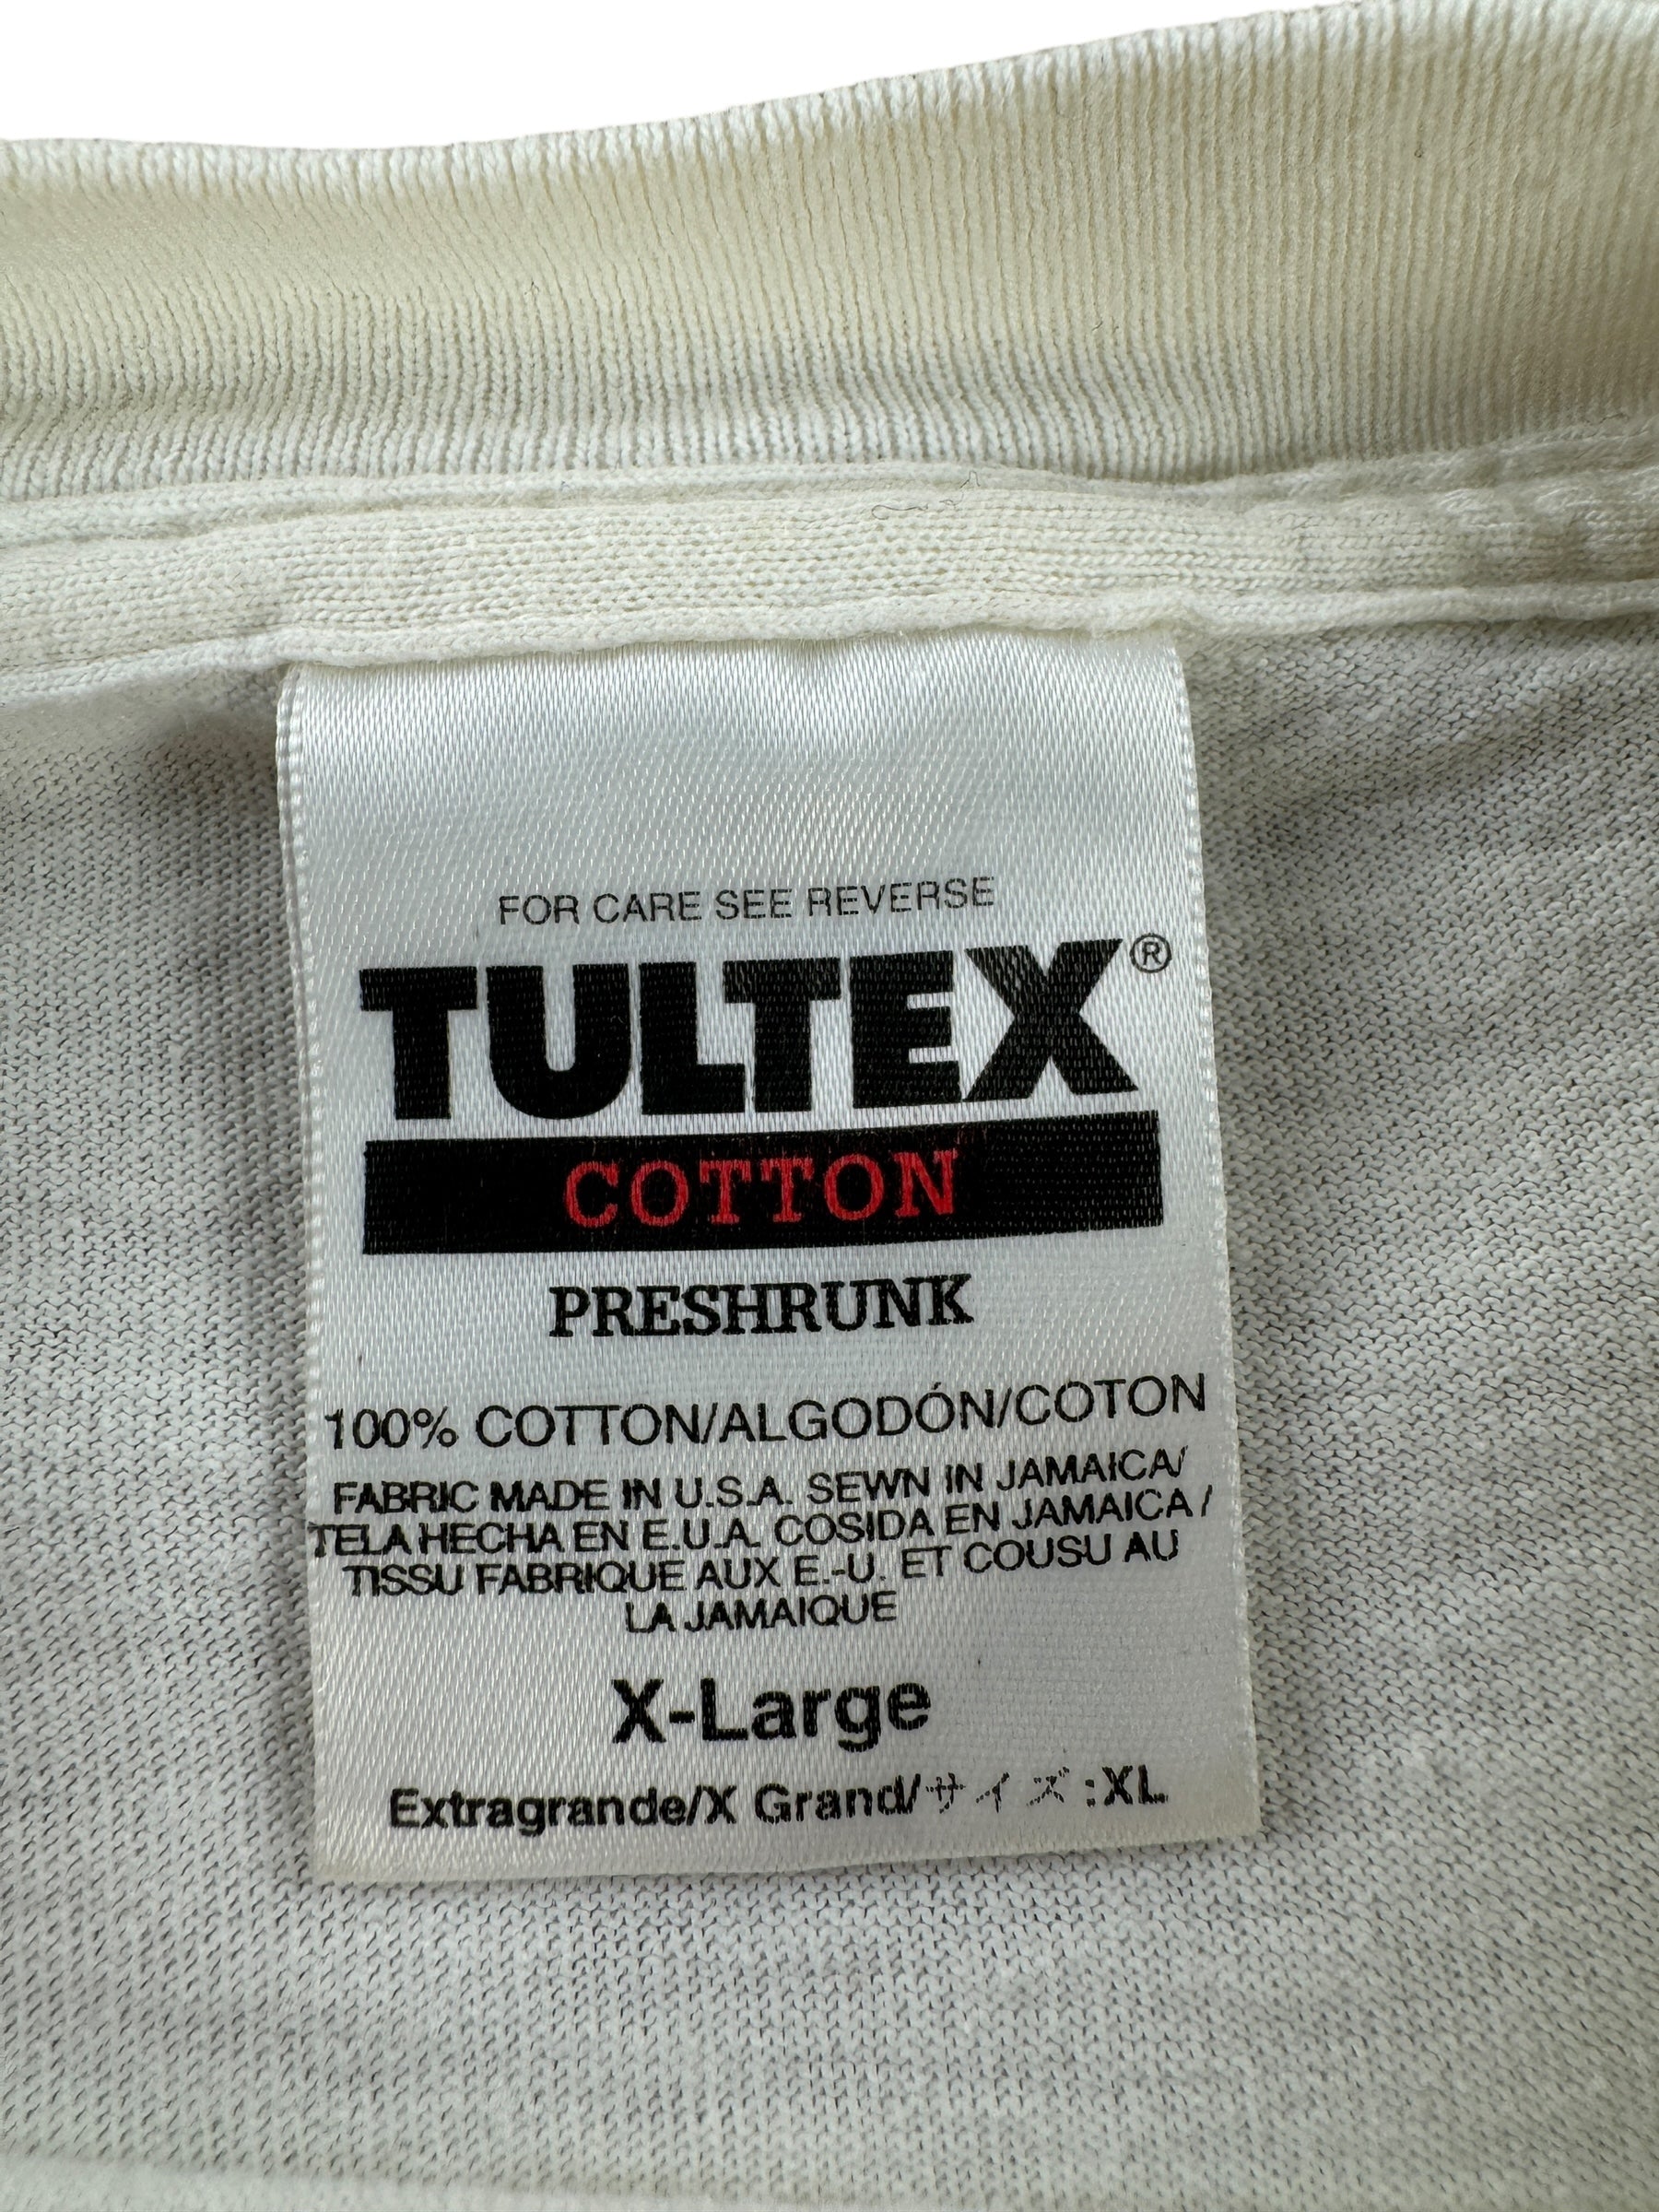 FOR CARE SEE REVERSE
TULTEX®
COTTON
PRESHRUNK
100% COTTON/ALGODÓN/COTON
FABRIC MADE IN U.S.A. SEWN IN JAMAICA/
TELA HECHA EN E.U.A. COSIDA EN JAMAICA/
TISSU FABRIQUE AUX E.-U. ET COUSU AU
LA JAMAIQUE
X-Large
Extragrande/X Grand/サイズ:XL